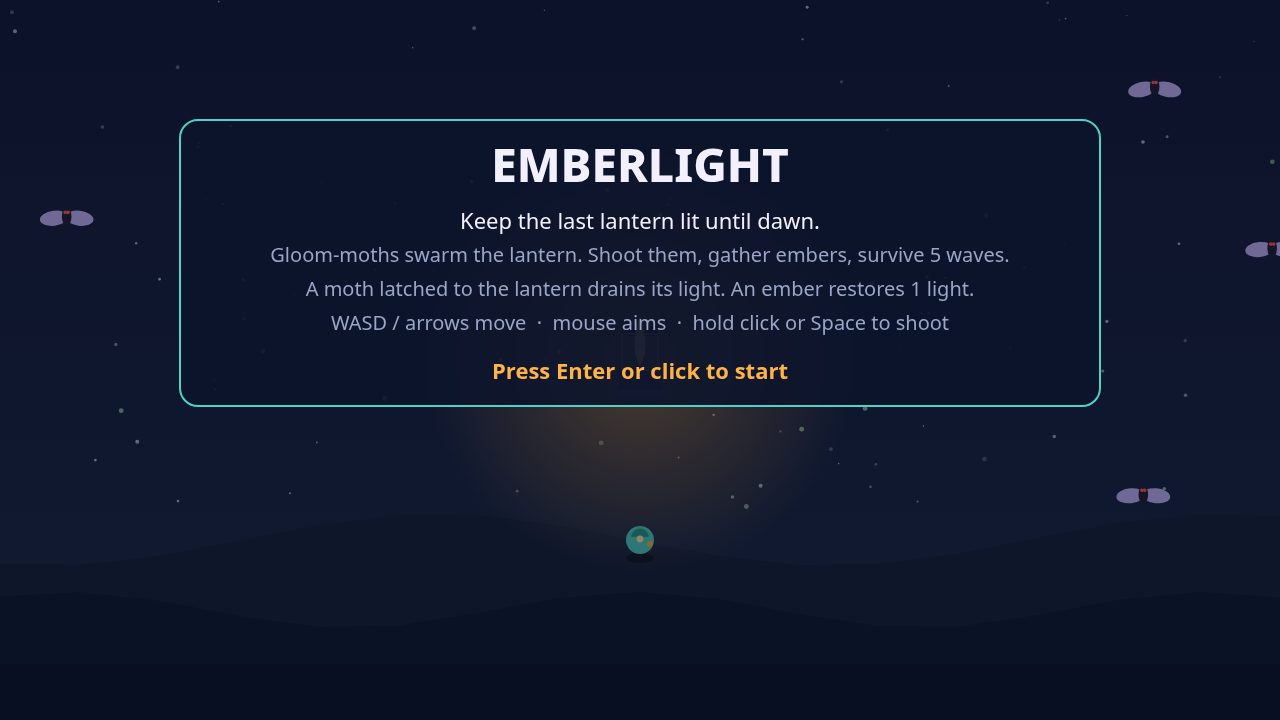 EMBERLIGHT
Keep the last lantern lit until dawn.
Gloom-moths swarm the lantern. Shoot them, gather embers, survive 5 waves.
A moth latched to the lantern drains its light. An ember restores 1 light.
WASD / arrows move · mouse aims · hold click or Space to shoot
Press Enter or click to start